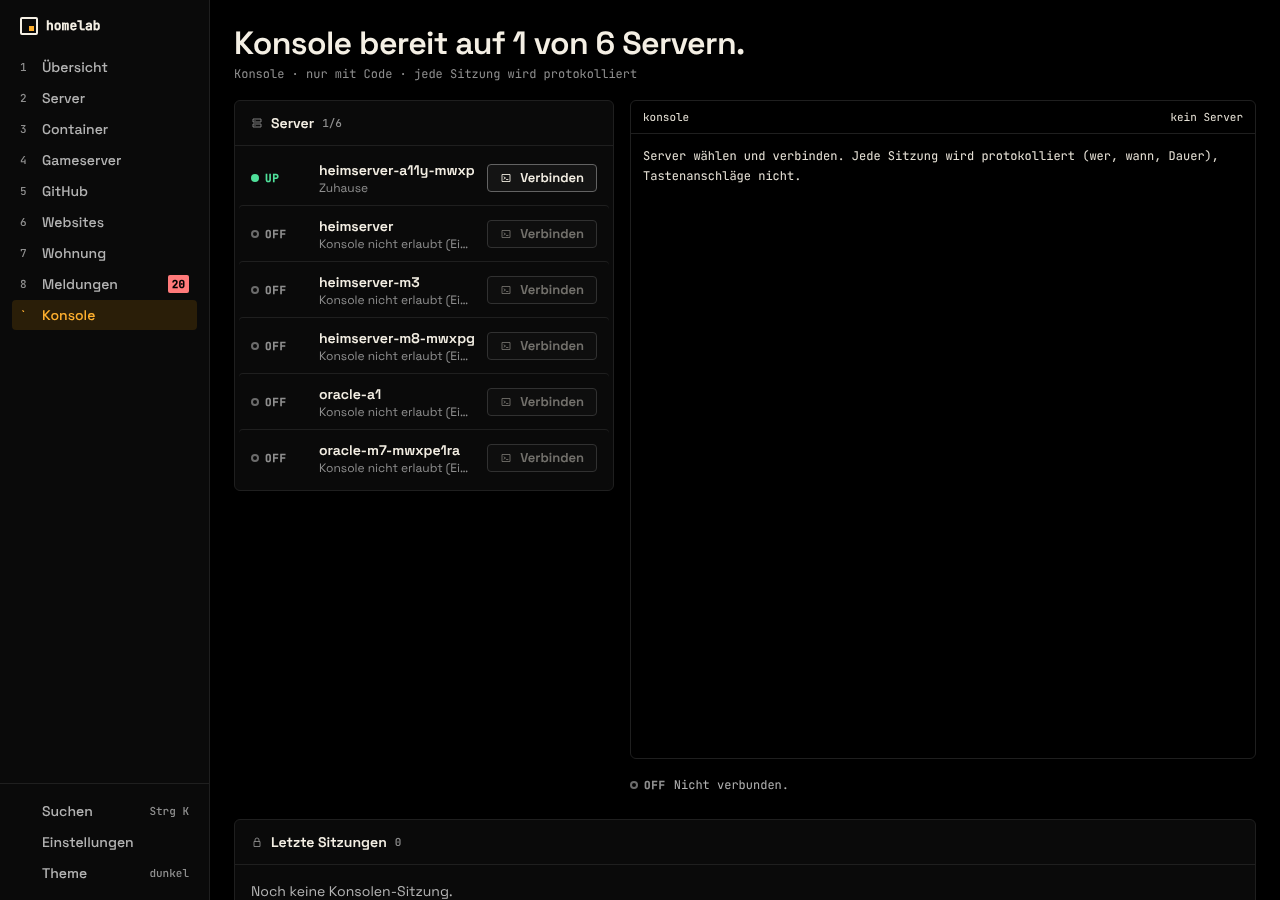 homelab
1 Übersicht
2 Server
3 Container
4 Gameserver
5 GitHub
6 Websites
7 Wohnung
8 Meldungen 20
` Konsole
Suchen Strg K
Einstellungen
Theme dunkel
Konsole bereit auf 1 von 6 Servern.
Konsole · nur mit Code · jede Sitzung wird protokolliert
Server 1/6
UP heimserver-a11y-mwxp Verbinden
Zuhause
OFF heimserver Verbinden
Konsole nicht erlaubt (Ei…
OFF heimserver-m3 Verbinden
Konsole nicht erlaubt (Ei…
OFF heimserver-m8-mwxpg Verbinden
Konsole nicht erlaubt (Ei…
OFF oracle-a1 Verbinden
Konsole nicht erlaubt (Ei…
OFF oracle-m7-mwxpe1ra Verbinden
Konsole nicht erlaubt (Ei…
konsole kein Server
Server wählen und verbinden. Jede Sitzung wird protokolliert (wer, wann, Dauer),
Tastenanschläge nicht.
OFF Nicht verbunden.
Letzte Sitzungen 0
Noch keine Konsolen-Sitzung.